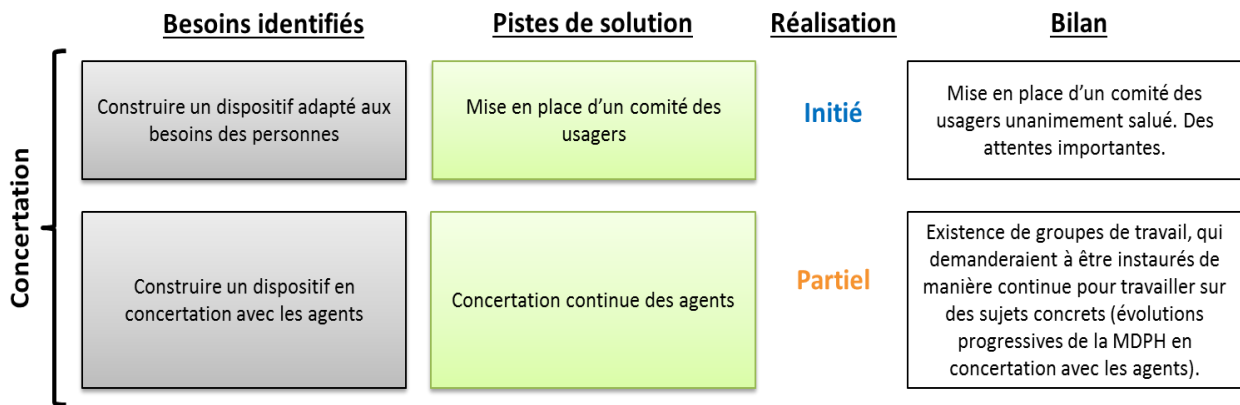 Besoins identifiés
Pistes de solution
Réalisation
Bilan
Concertation
Construire un dispositif adapté aux
besoins des personnes
Mise en place d’un comité des
usagers
Initié
Mise en place d’un comité des
usagers unanimement salué. Des
attentes importantes.
Construire un dispositif en
concertation avec les agents
Concertation continue des agents
Partiel
Existence de groupes de travail, qui
demanderaient à être instaurés de
manière continue pour travailler sur
des sujets concrets (évolutions
progressives de la MDPH en
concertation avec les agents).